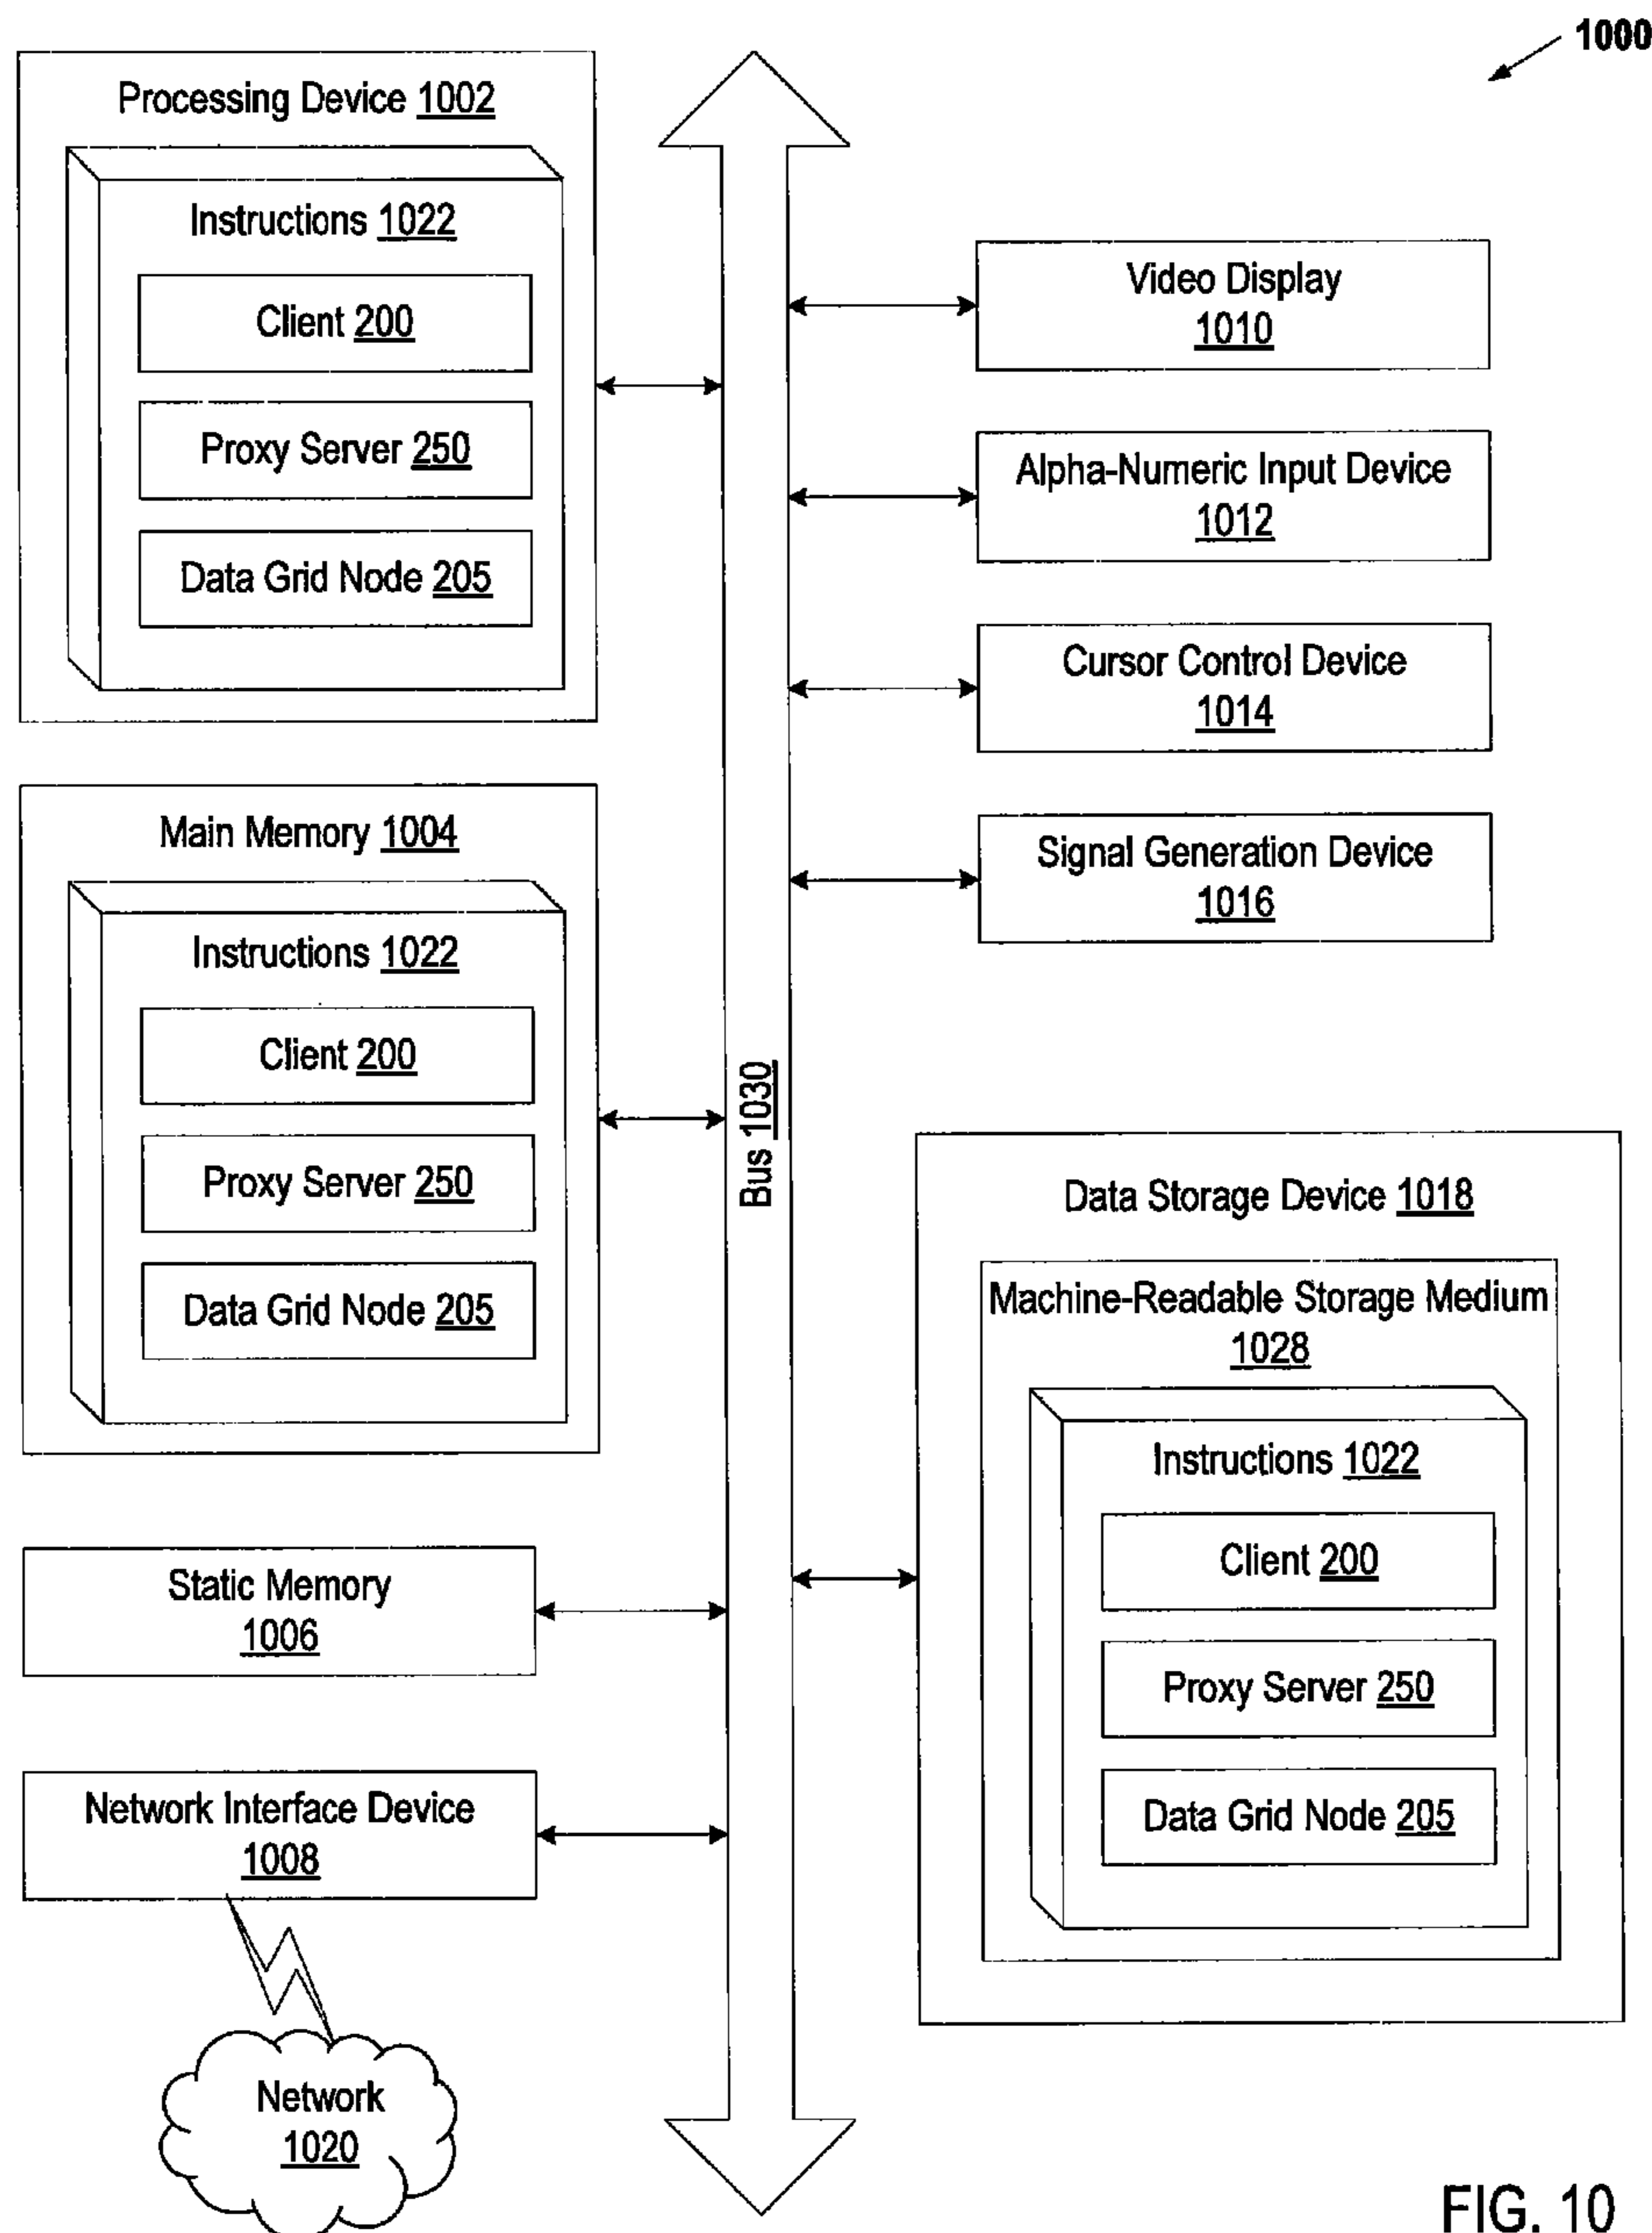 1000
Processing Device 1002
Instructions 1022
Client 200
Proxy Server 250
Data Grid Node 205
Main Memory 1004
Instructions 1022
Client 200
Proxy Server 250
Data Grid Node 205
Static Memory
1006
Network Interface Device
1008
Network
1020
Bus 1030
Video Display
1010
Alpha-Numeric Input Device
1012
Cursor Control Device
1014
Signal Generation Device
1016
Data Storage Device 1018
Machine-Readable Storage Medium
1028
Instructions 1022
Client 200
Proxy Server 250
Data Grid Node 205
FIG. 10